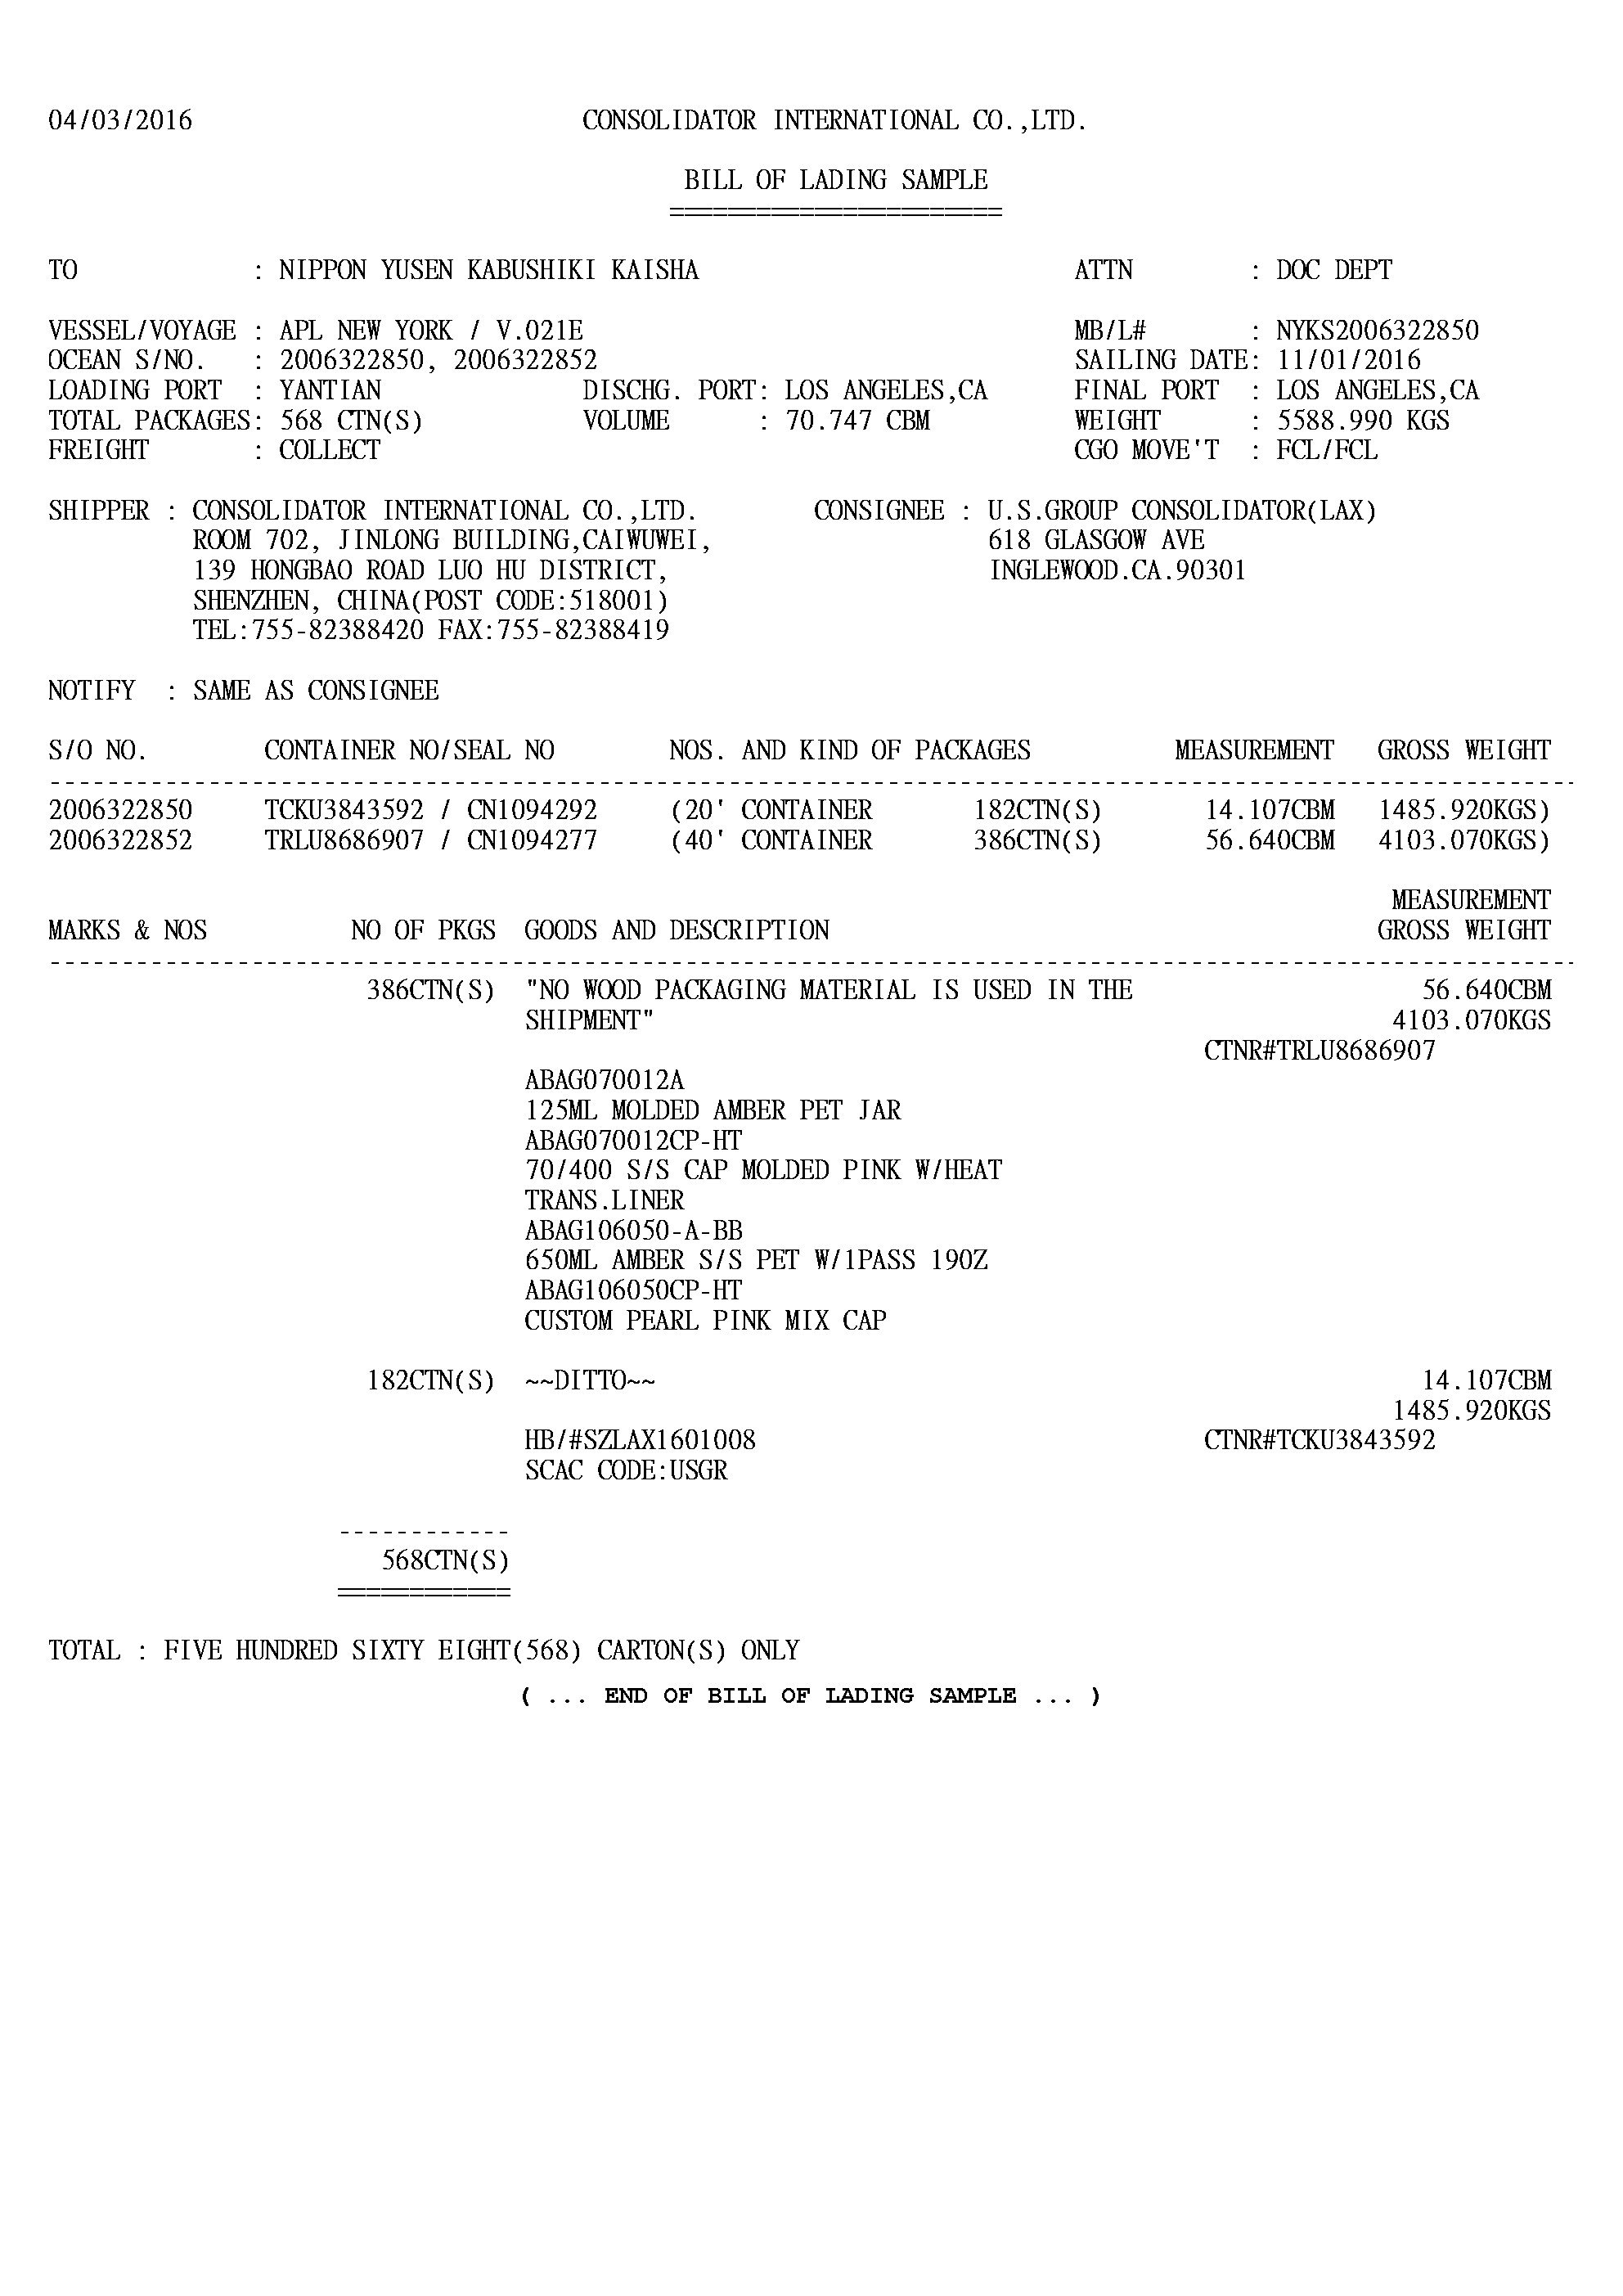 04/03/2016 CONSOLIDATOR INTERNATIONAL CO.,LTD.
BILL OF LADING SAMPLE
=======================
TO : NIPPON YUSEN KABUSHIKI KAISHA ATTN : DOC DEPT
VESSEL/VOYAGE : APL NEW YORK / V.021E MB/L# : NYKS2006322850
OCEAN S/NO. : 2006322850, 2006322852 SAILING DATE: 11/01/2016
LOADING PORT : YANTIAN DISCHG. PORT: LOS ANGELES,CA FINAL PORT : LOS ANGELES,CA
TOTAL PACKAGES: 568 CTN(S) VOLUME : 70.747 CBM WEIGHT : 5588.990 KGS
FREIGHT : COLLECT CGO MOVE'T : FCL/FCL
SHIPPER : CONSOLIDATOR INTERNATIONAL CO.,LTD. CONSIGNEE : U.S.GROUP CONSOLIDATOR(LAX)
ROOM 702, JINLONG BUILDING,CAIWUWEI, 618 GLASGOW AVE
139 HONGBAO ROAD LUO HU DISTRICT, INGLEWOOD.CA.90301
SHENZHEN, CHINA(POST CODE:518001)
TEL:755-82388420 FAX:755-82388419
NOTIFY : SAME AS CONSIGNEE
S/O NO. CONTAINER NO/SEAL NO NOS. AND KIND OF PACKAGES MEASUREMENT GROSS WEIGHT
2006322850 TCKU3843592 / CN1094292 (20' CONTAINER 182CTN(S) 14.107CBM 1485.920KGS)
2006322852 TRLU8686907 / CN1094277 (40' CONTAINER 386CTN(S) 56.640CBM 4103.070KGS)
MEASUREMENT
MARKS & NOS NO OF PKGS GOODS AND DESCRIPTION GROSS WEIGHT
386CTN(S) "NO WOOD PACKAGING MATERIAL IS USED IN THE 56.640CBM
SHIPMENT" 4103.070KGS
CTNR#TRLU8686907
ABAG070012A
125ML MOLDED AMBER PET JAR
ABAG070012CP-HT
70/400 S/S CAP MOLDED PINK W/HEAT
TRANS.LINER
ABAG106050-A-BB
650ML AMBER S/S PET W/1PASS 190Z
ABAG106050CP-HT
CUSTOM PEARL PINK MIX CAP
182CTN(S) ~~DITTO~~ 14.107CBM
1485.920KGS
HB/#SZLAX1601008 CTNR#TCKU3843592
SCAC CODE:USGR
------------
568CTN(S)
============
TOTAL : FIVE HUNDRED SIXTY EIGHT(568) CARTON(S) ONLY
( ... END OF BILL OF LADING SAMPLE ... )